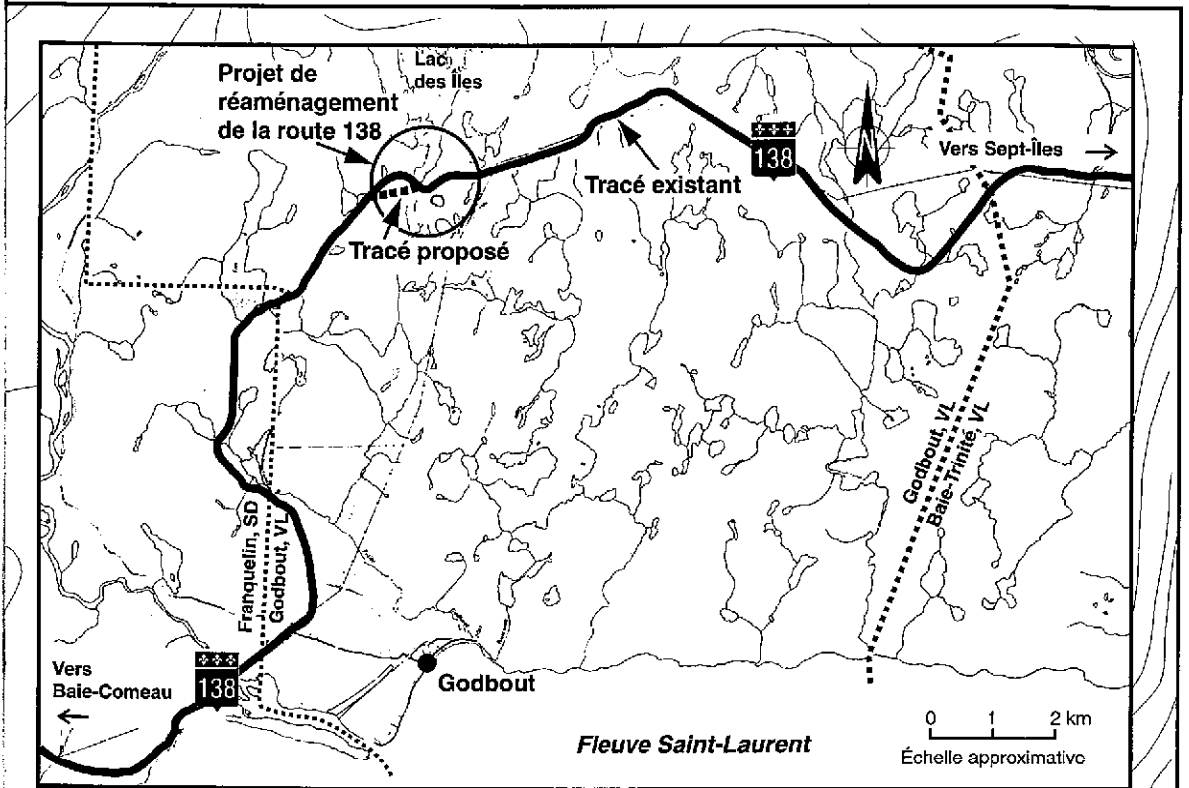 Projet de
réaménagement
de la route 138
Lac
des Îles
138
Vers Sept-Îles
Tracé existant
Tracé proposé
N
Franquelin, SD
Godbout, VL
Godbout, VL
Baie-Trinité, VL
Vers
Baie-Comeau
138
Godbout
Fleuve Saint-Laurent
0 1 2 km
Échelle approximative